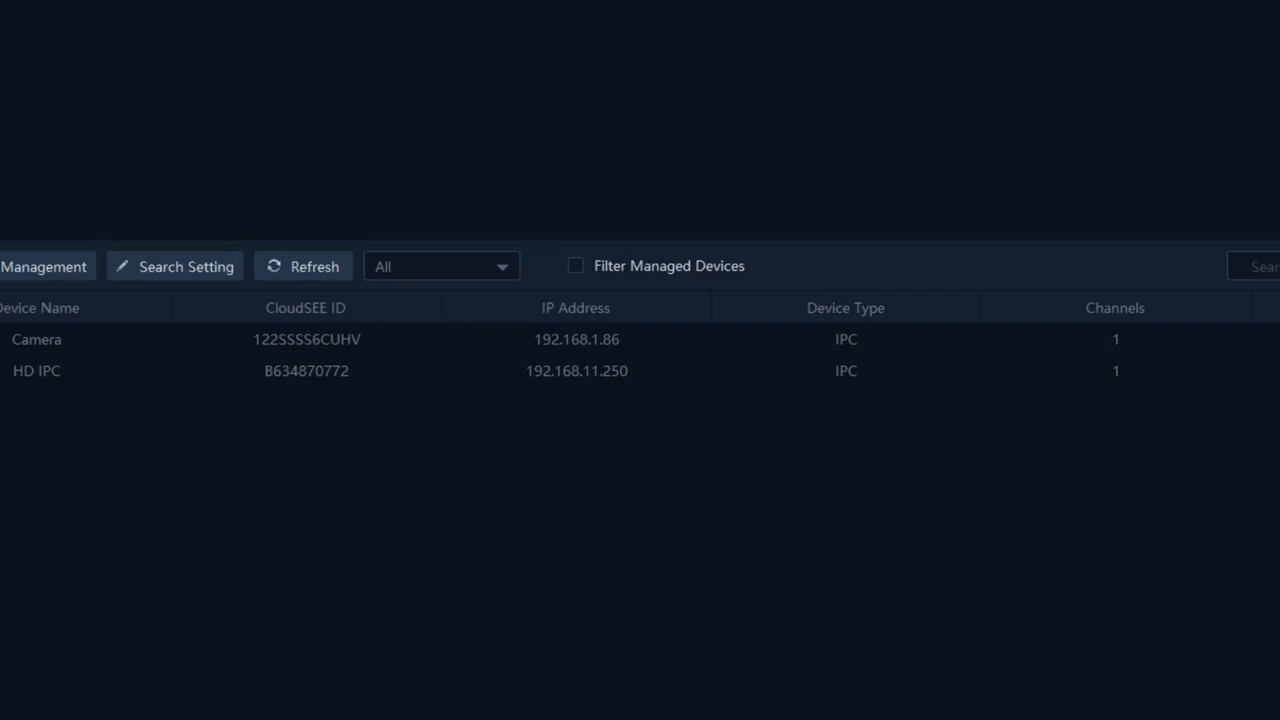 Management Search Setting Refresh All Filter Managed Devices
Device Name CloudSEE ID IP Address Device Type Channels
Camera 122SSSS6CUHV 192.168.1.86 IPC 1
HD IPC B634870772 192.168.11.250 IPC 1